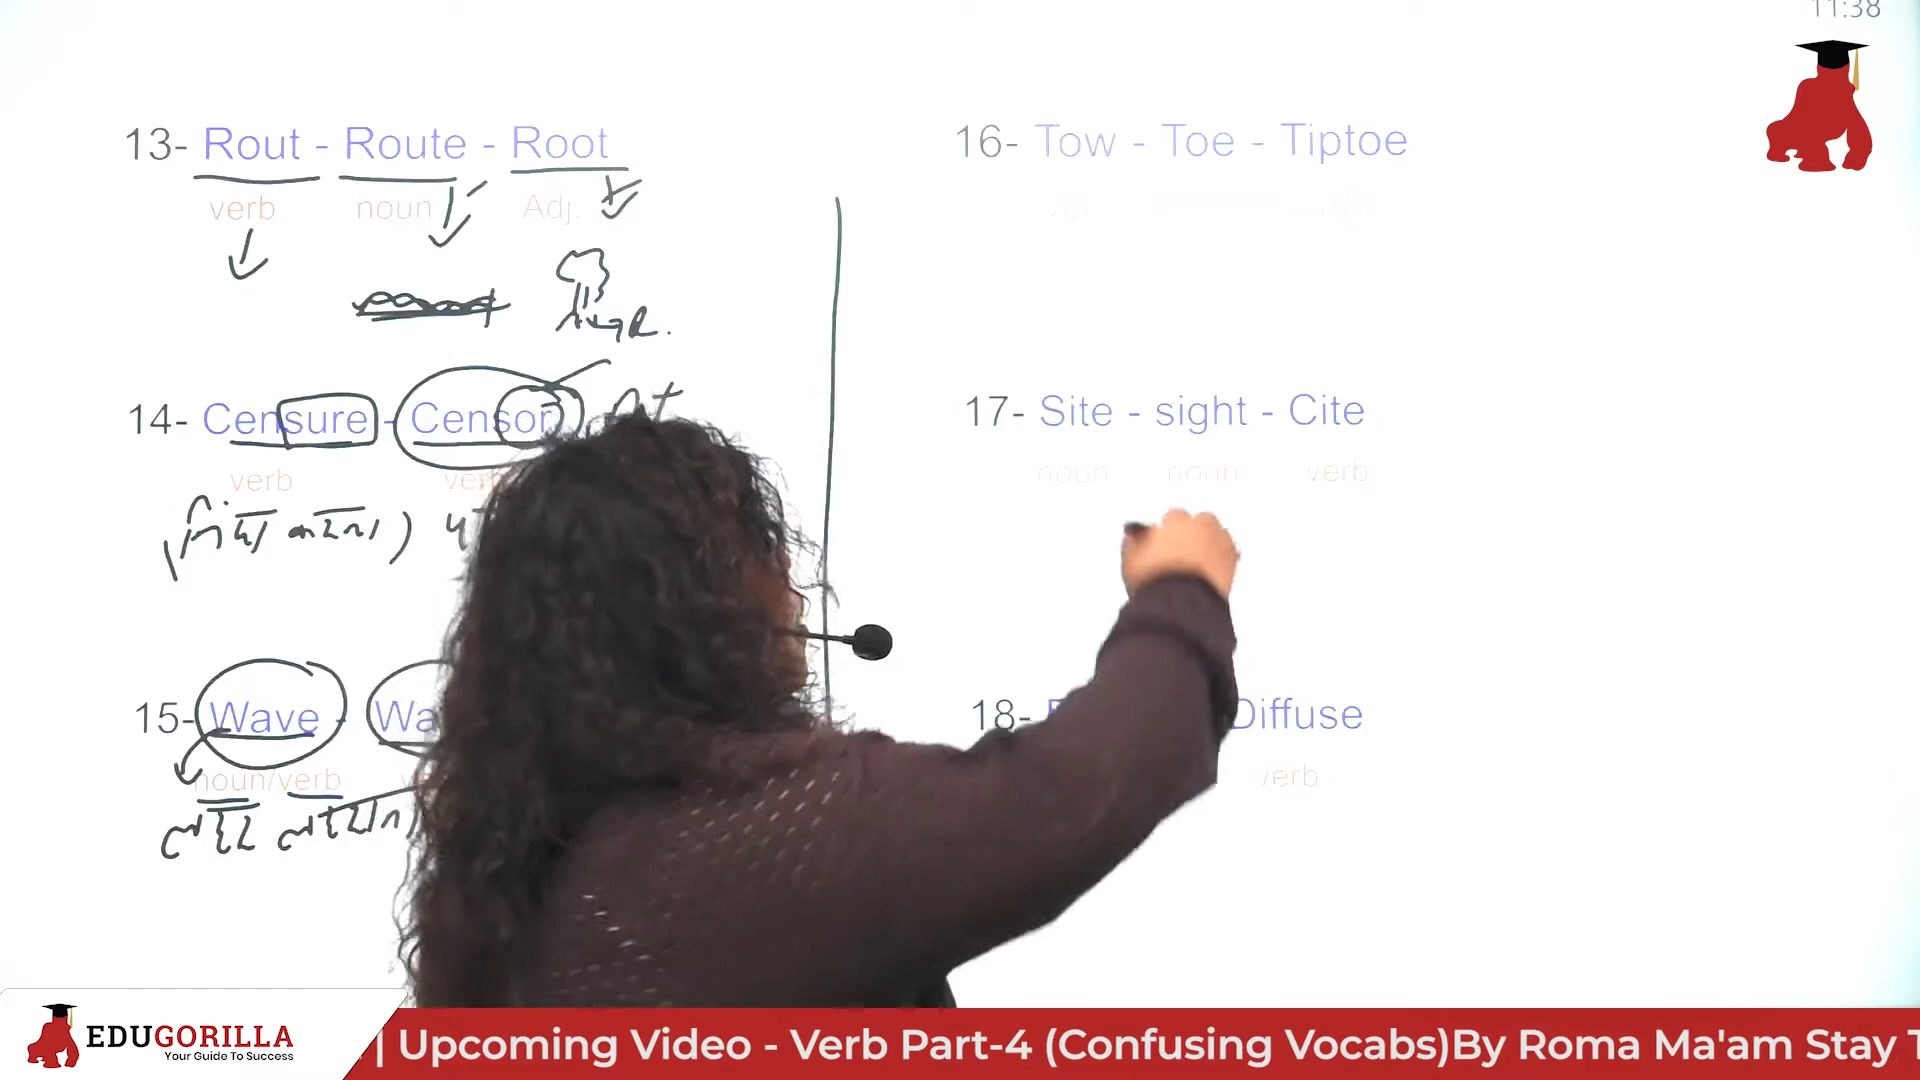 11:38
13- Rout - Route - Root
verb noun Adj.
14- Censure - Censor
verb verb
निंदा करना)
15- Wave -
noun/verb
लहर लहराना
16- Tow - Toe - Tiptoe
17- Site - sight - Cite
noun noun verb
18- Diffuse
verb
EDUGORILLA
Your Guide To Success
| Upcoming Video - Verb Part-4 (Confusing Vocabs)By Roma Ma'am Stay